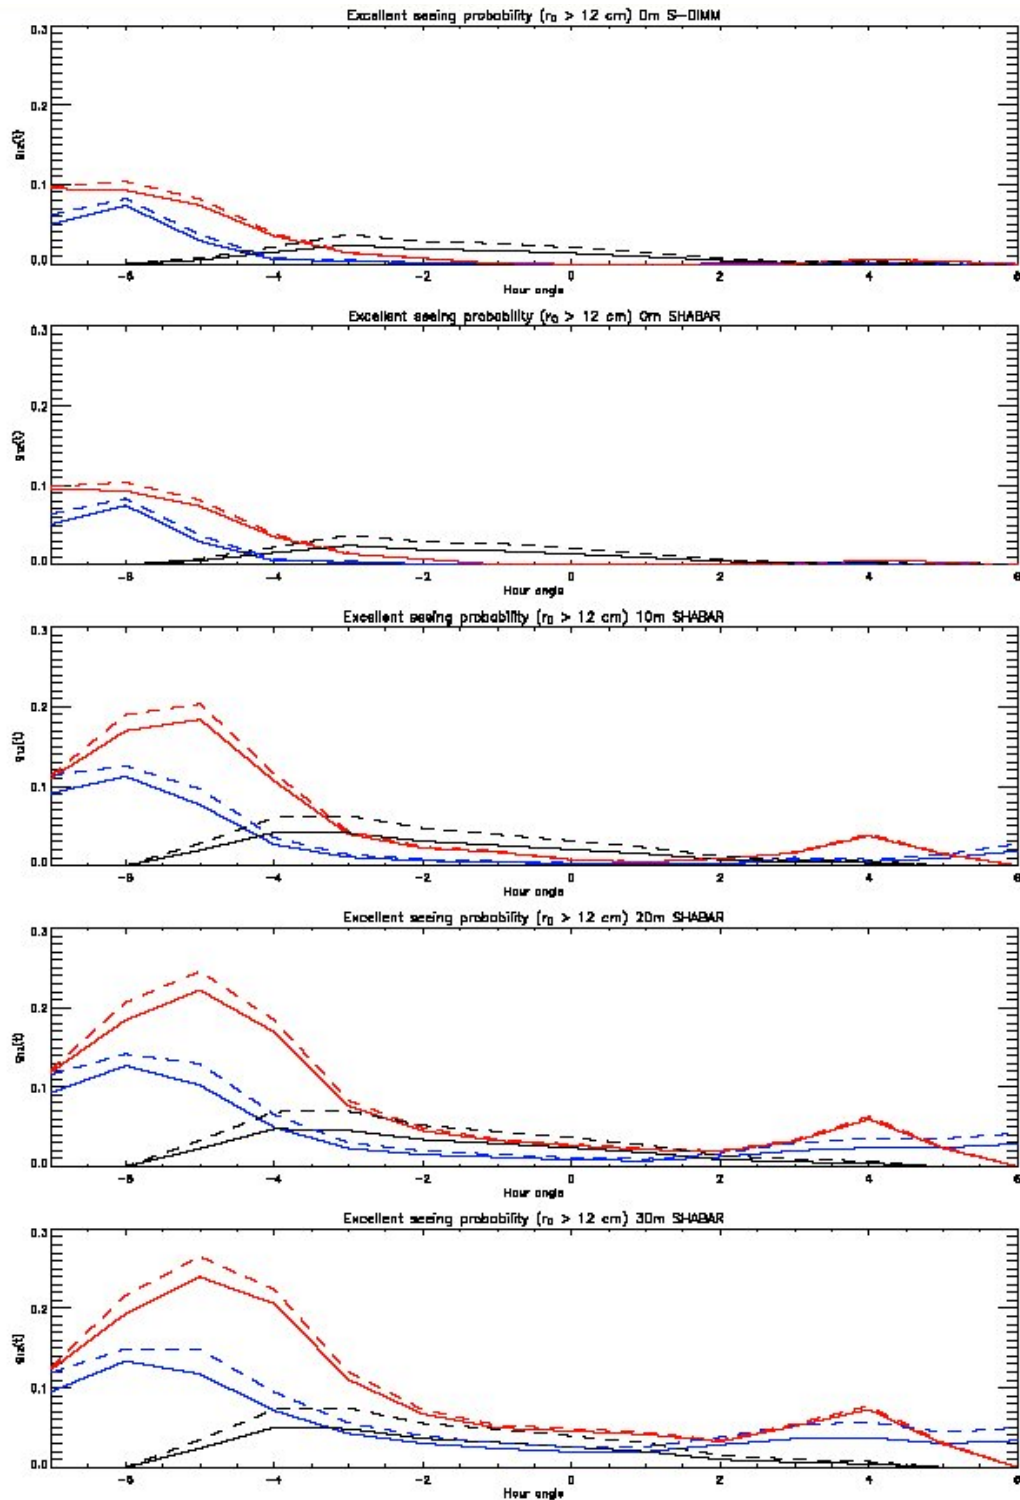 Excellent seeing probability (r₀ > 12 cm) 0m S-DIMM
0.3
0.2
0.1
0.0
g₁₂(t)
-6 -4 -2 0 2 4 6
Hour angle
Excellent seeing probability (r₀ > 12 cm) 0m SHABAR
0.3
0.2
0.1
0.0
g₁₂(t)
-6 -4 -2 0 2 4 6
Hour angle
Excellent seeing probability (r₀ > 12 cm) 10m SHABAR
0.3
0.2
0.1
0.0
g₁₂(t)
-6 -4 -2 0 2 4 6
Hour angle
Excellent seeing probability (r₀ > 12 cm) 20m SHABAR
0.3
0.2
0.1
0.0
g₁₂(t)
-6 -4 -2 0 2 4 6
Hour angle
Excellent seeing probability (r₀ > 12 cm) 30m SHABAR
0.3
0.2
0.1
0.0
g₁₂(t)
-6 -4 -2 0 2 4 6
Hour angle